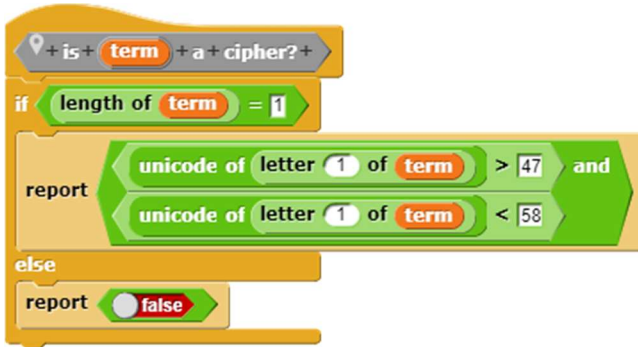 + is + term + a + cipher? +
if length of term = 1
unicode of letter 1 of term > 47 and
report
unicode of letter 1 of term < 58
else
report false